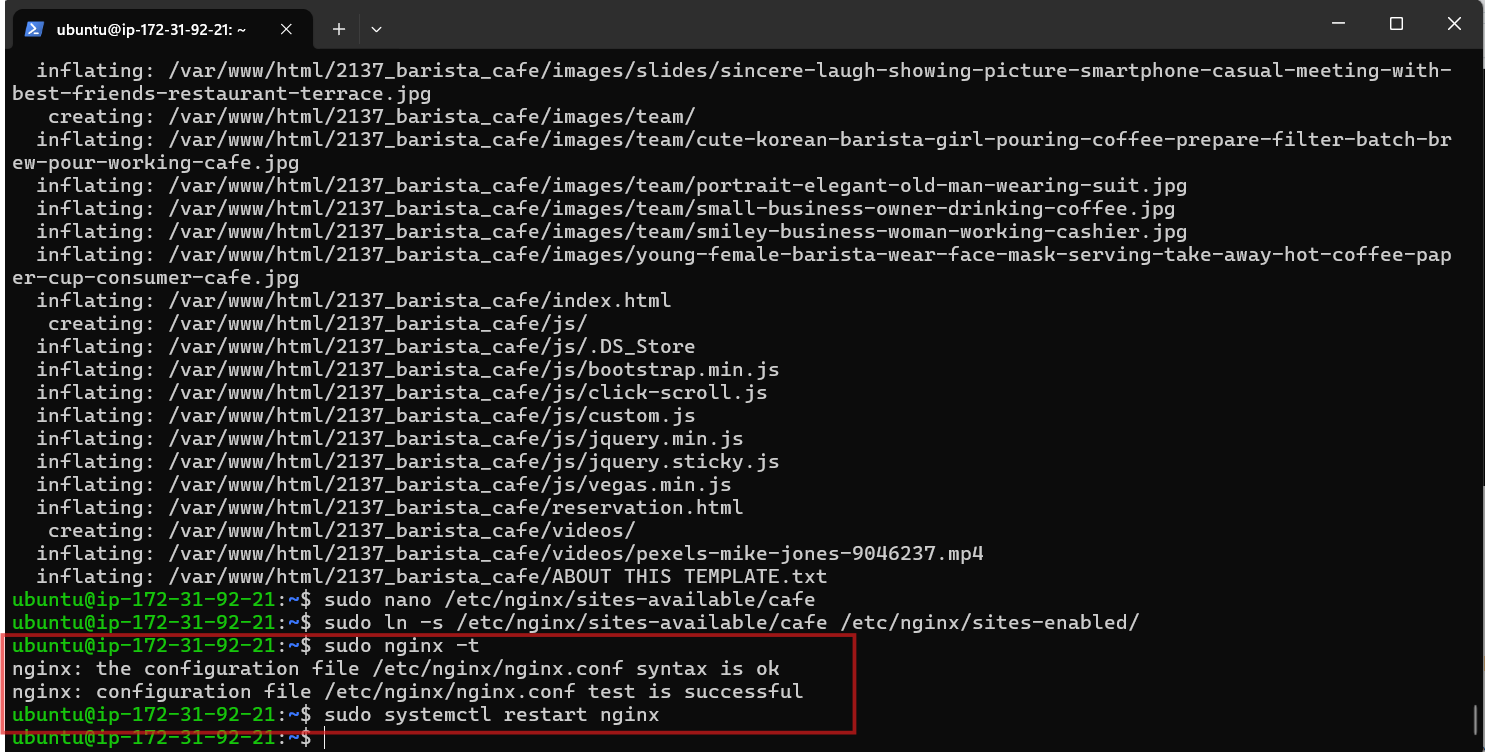 ubuntu@ip-172-31-92-21: ~
  inflating: /var/www/html/2137_barista_cafe/images/slides/sincere-laugh-showing-picture-smartphone-casual-meeting-with-
best-friends-restaurant-terrace.jpg
   creating: /var/www/html/2137_barista_cafe/images/team/
  inflating: /var/www/html/2137_barista_cafe/images/team/cute-korean-barista-girl-pouring-coffee-prepare-filter-batch-br
ew-pour-working-cafe.jpg
  inflating: /var/www/html/2137_barista_cafe/images/team/portrait-elegant-old-man-wearing-suit.jpg
  inflating: /var/www/html/2137_barista_cafe/images/team/small-business-owner-drinking-coffee.jpg
  inflating: /var/www/html/2137_barista_cafe/images/team/smiley-business-woman-working-cashier.jpg
  inflating: /var/www/html/2137_barista_cafe/images/young-female-barista-wear-face-mask-serving-take-away-hot-coffee-pap
er-cup-consumer-cafe.jpg
  inflating: /var/www/html/2137_barista_cafe/index.html
   creating: /var/www/html/2137_barista_cafe/js/
  inflating: /var/www/html/2137_barista_cafe/js/.DS_Store
  inflating: /var/www/html/2137_barista_cafe/js/bootstrap.min.js
  inflating: /var/www/html/2137_barista_cafe/js/click-scroll.js
  inflating: /var/www/html/2137_barista_cafe/js/custom.js
  inflating: /var/www/html/2137_barista_cafe/js/jquery.min.js
  inflating: /var/www/html/2137_barista_cafe/js/jquery.sticky.js
  inflating: /var/www/html/2137_barista_cafe/js/vegas.min.js
  inflating: /var/www/html/2137_barista_cafe/reservation.html
   creating: /var/www/html/2137_barista_cafe/videos/
  inflating: /var/www/html/2137_barista_cafe/videos/pexels-mike-jones-9046237.mp4
  inflating: /var/www/html/2137_barista_cafe/ABOUT THIS TEMPLATE.txt
ubuntu@ip-172-31-92-21:~$ sudo nano /etc/nginx/sites-available/cafe
ubuntu@ip-172-31-92-21:~$ sudo ln -s /etc/nginx/sites-available/cafe /etc/nginx/sites-enabled/
ubuntu@ip-172-31-92-21:~$ sudo nginx -t
nginx: the configuration file /etc/nginx/nginx.conf syntax is ok
nginx: configuration file /etc/nginx/nginx.conf test is successful
ubuntu@ip-172-31-92-21:~$ sudo systemctl restart nginx
ubuntu@ip-172-31-92-21:~$